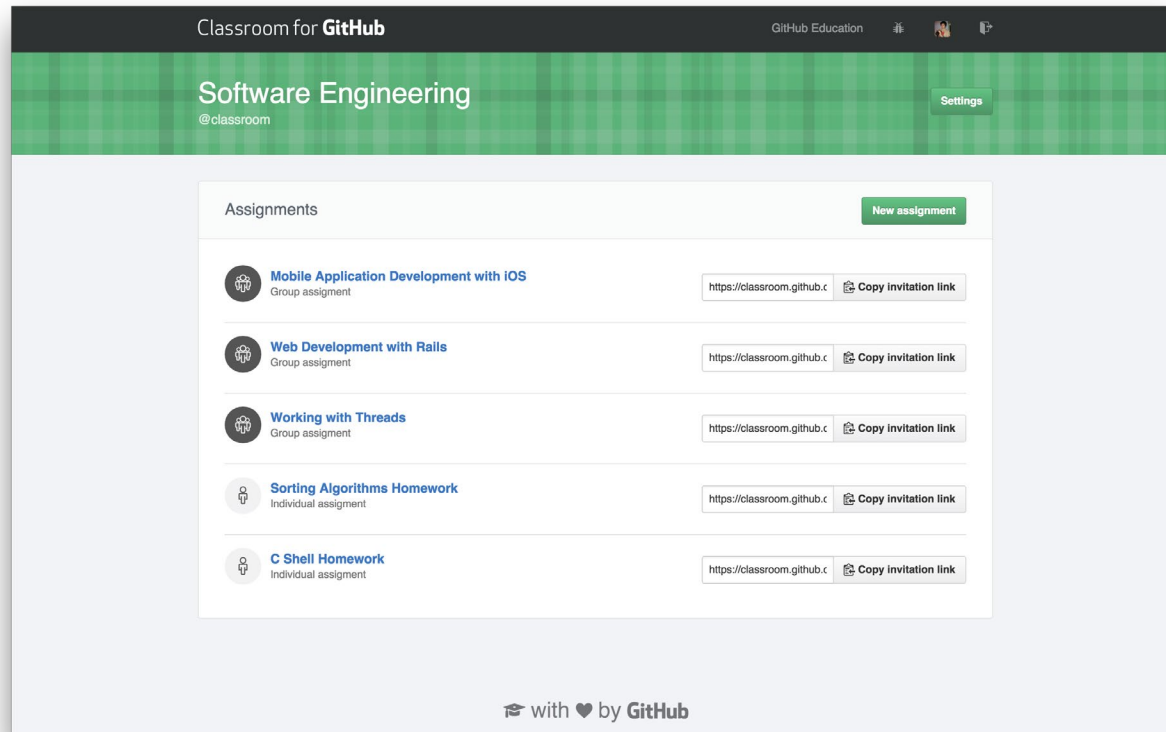 Classroom for GitHub
GitHub Education
Software Engineering
@classroom
Settings
Assignments
New assignment
Mobile Application Development with iOS
Group assigment
https://classroom.github.c
Copy invitation link
Web Development with Rails
Group assigment
https://classroom.github.c
Copy invitation link
Working with Threads
Group assigment
https://classroom.github.c
Copy invitation link
Sorting Algorithms Homework
Individual assigment
https://classroom.github.c
Copy invitation link
C Shell Homework
Individual assigment
https://classroom.github.c
Copy invitation link
with ♥ by GitHub